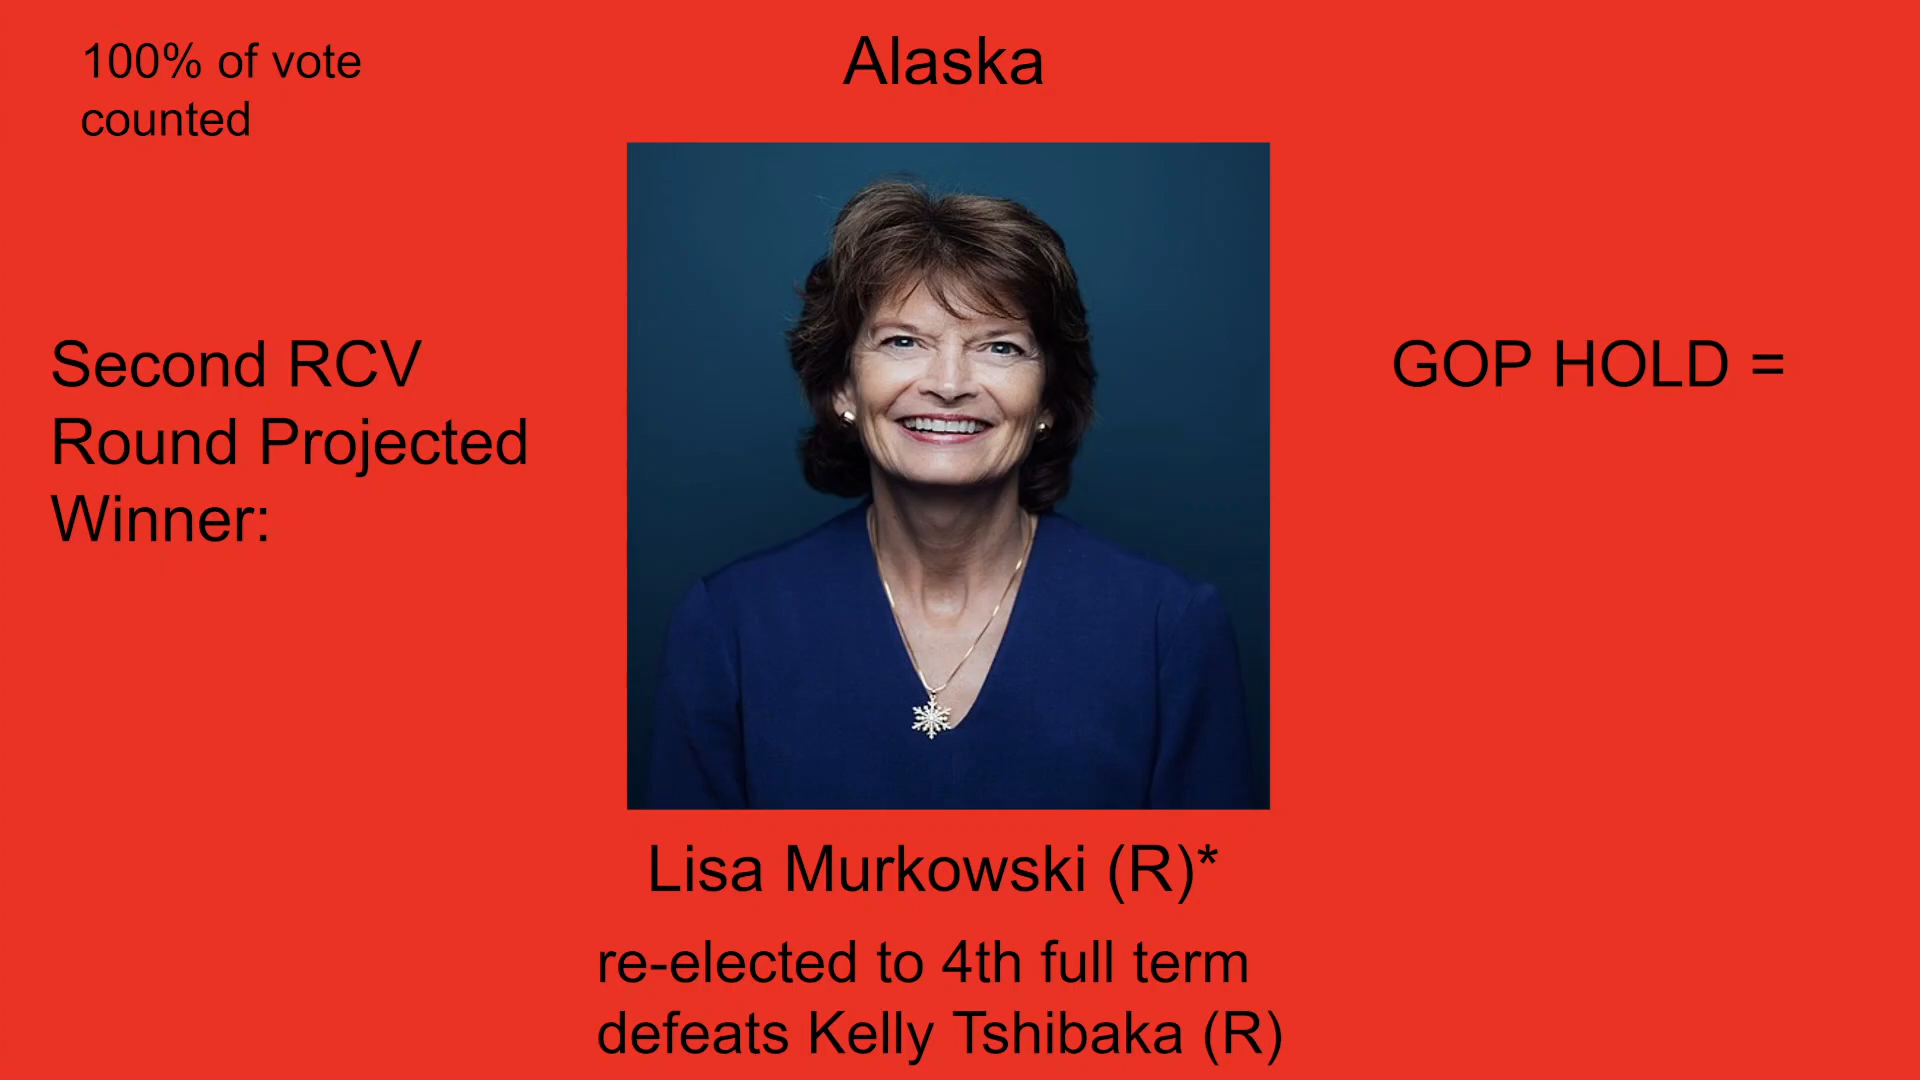 100% of vote
counted
Alaska
Second RCV
Round Projected
Winner:
GOP HOLD =
Lisa Murkowski (R)*
re-elected to 4th full term
defeats Kelly Tshibaka (R)